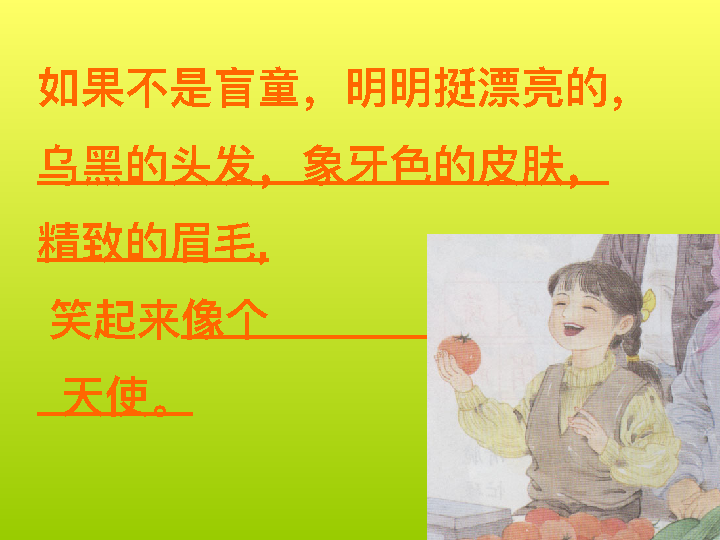 如果不是盲童，明明挺漂亮的，
乌黑的头发，象牙色的皮肤，
精致的眉毛，
笑起来像个
天使。